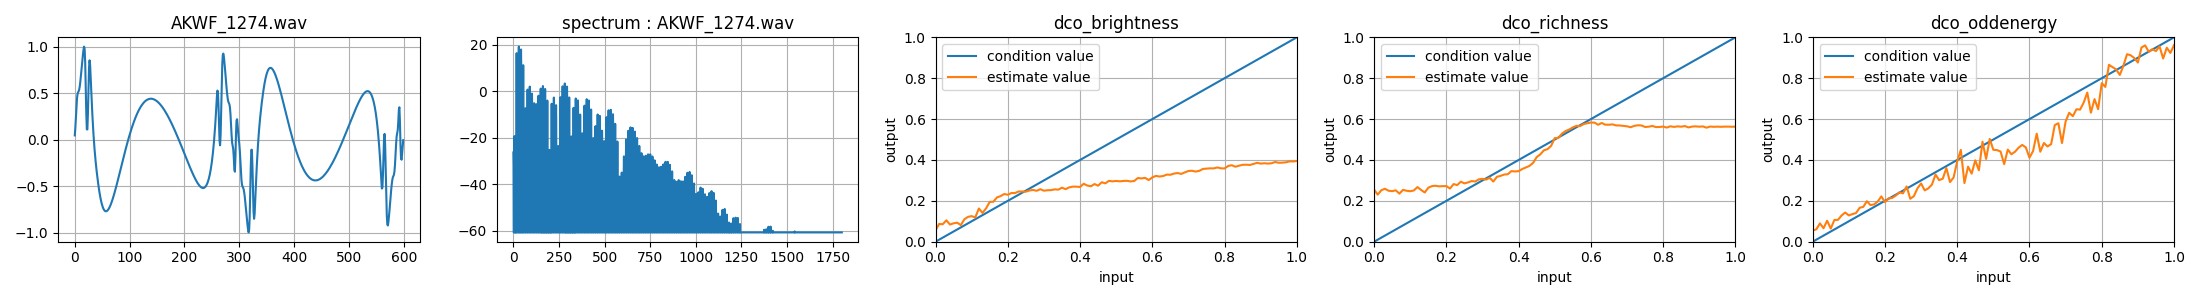 AKWF_1274.wav
1.0
0.5
0.0
−0.5
−1.0
0 100 200 300 400 500 600
spectrum : AKWF_1274.wav
20
0
−20
−40
−60
0 250 500 750 1000 1250 1500 1750
dco_brightness
condition value
estimate value
output
1.0
0.8
0.6
0.4
0.2
0.0
0.0 0.2 0.4 0.6 0.8 1.0
input
dco_richness
condition value
estimate value
output
1.0
0.8
0.6
0.4
0.2
0.0
0.0 0.2 0.4 0.6 0.8 1.0
input
dco_oddenergy
condition value
estimate value
output
1.0
0.8
0.6
0.4
0.2
0.0
0.0 0.2 0.4 0.6 0.8 1.0
input